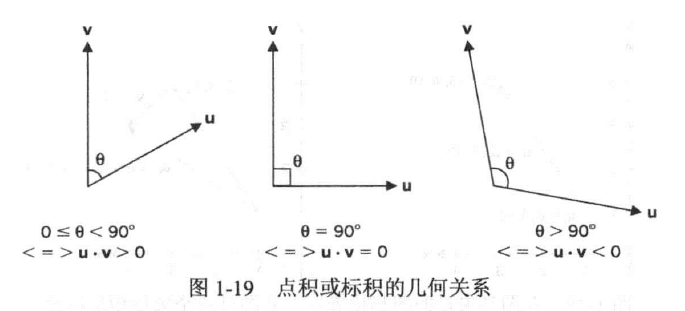 v
v
v
u
θ
θ
u
θ
u
0 ≤ θ < 90°
θ = 90°
θ > 90°
< = > u · v > 0
< = > u · v = 0
< = > u · v < 0
图 1-19 点积或标积的几何关系